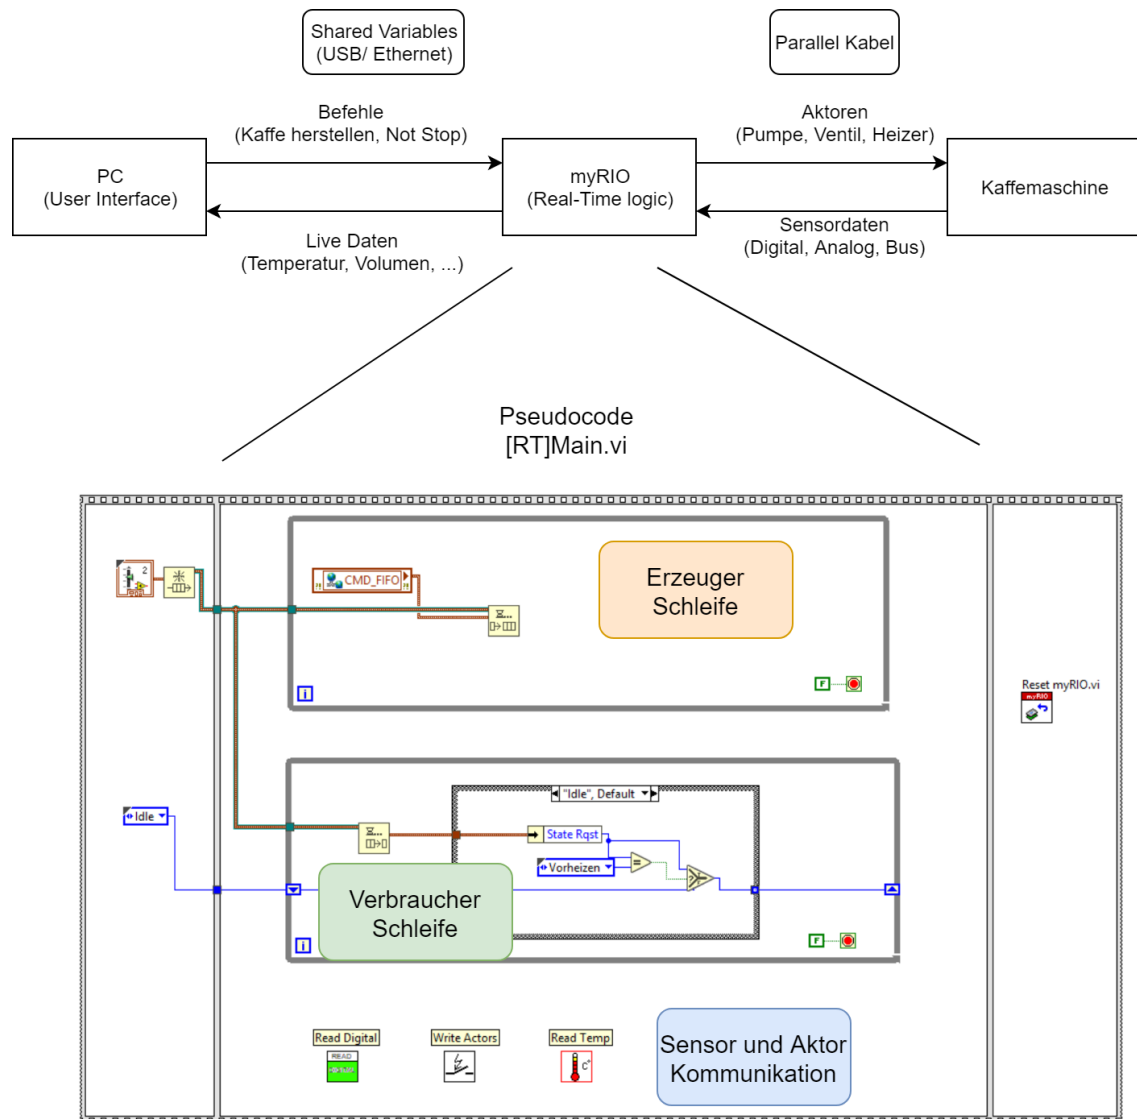 Shared Variables
(USB/ Ethernet)
Parallel Kabel
Befehle
(Kaffe herstellen, Not Stop)
Aktoren
(Pumpe, Ventil, Heizer)
PC
(User Interface)
myRIO
(Real-Time logic)
Kaffemaschine
Live Daten
(Temperatur, Volumen, ...)
Sensordaten
(Digital, Analog, Bus)
Pseudocode
[RT]Main.vi
2
CMD_FIFO
Erzeuger
Schleife
i
F
Reset myRIO.vi
myRIO
"Idle", Default
Idle
State Rqst
Vorheizen
=
?
Verbraucher
Schleife
i
F
Read Digital
Write Actors
Read Temp
READ
C°
Sensor und Aktor
Kommunikation